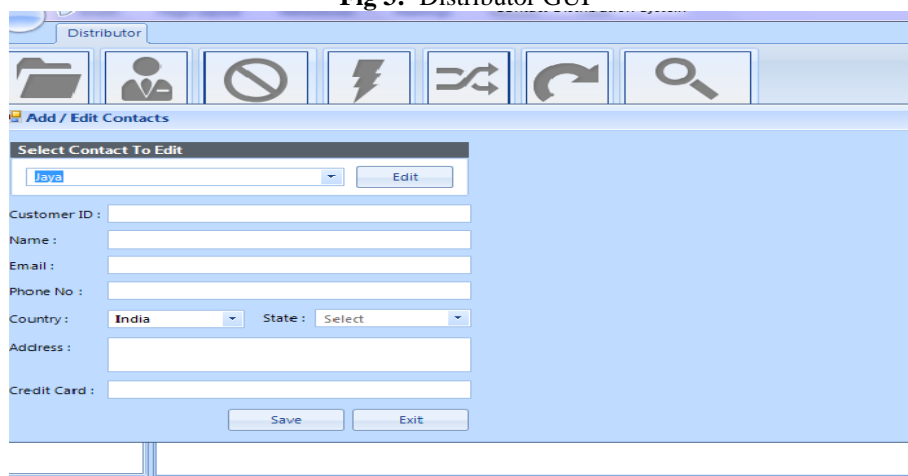 Fig 3: Distributor GUI
Distributor
Add / Edit Contacts
Select Contact To Edit
Jaya Edit
Customer ID :
Name :
Email :
Phone No :
Country : India State : Select
Address :
Credit Card :
Save Exit